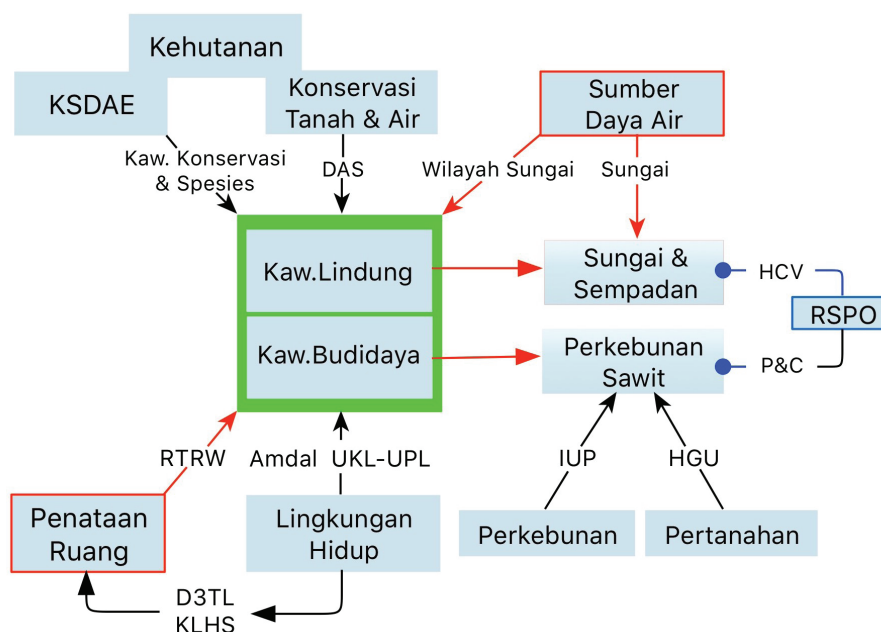 Kehutanan
KSDAE
Konservasi
Tanah & Air
Sumber
Daya Air
Kaw. Konservasi
& Spesies
DAS
Wilayah Sungai
Sungai
Kaw.Lindung
Sungai &
Sempadan
HCV
RSPO
Kaw.Budidaya
Perkebunan
Sawit
P&C
RTRW
Amdal UKL-UPL
IUP
HGU
Penataan
Ruang
Lingkungan
Hidup
Perkebunan
Pertanahan
D3TL
KLHS